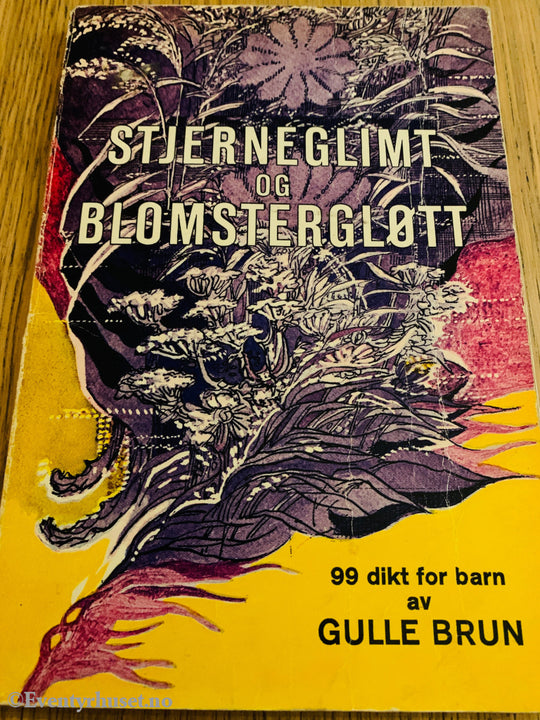 STJERNEGLIMT
OG
BLOMSTERGLØTT
99 dikt for barn
av
GULLE BRUN
© Eventyrhuset.no